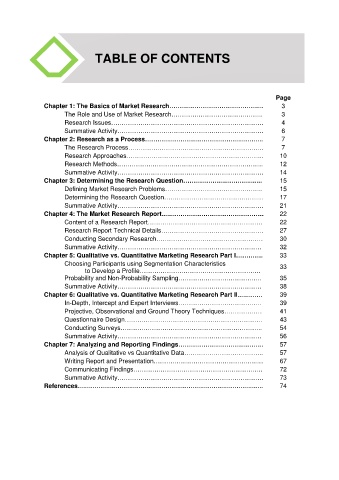 TABLE OF CONTENTS
Page
Chapter 1: The Basics of Market Research…………………………………… 3
The Role and Use of Market Research…………………………………… 3
Research Issues……………………………………………………………… 4
Summative Activity…………………………………………………………… 6
Chapter 2: Research as a Process……………………………………………… 7
The Research Process……………………………………………………… 7
Research Approaches……………………………………………………… 10
Research Methods…………………………………………………………… 12
Summative Activity…………………………………………………………… 14
Chapter 3: Determining the Research Question……………………………… 15
Defining Market Research Problems……………………………………… 15
Determining the Research Question……………………………………… 17
Summative Activity…………………………………………………………… 21
Chapter 4: The Market Research Report……………………………………… 22
Content of a Research Report……………………………………………… 22
Research Report Technical Details………………………………………… 27
Conducting Secondary Research…………………………………………… 30
Summative Activity…………………………………………………………… 32
Chapter 5: Qualitative vs. Quantitative Marketing Research Part I………… 33
Choosing Participants using Segmentation Characteristics
to Develop a Profile………………………………………………… 33
Probability and Non-Probability Sampling………………………………… 35
Summative Activity…………………………………………………………… 38
Chapter 6: Qualitative vs. Quantitative Marketing Research Part II………… 39
In-Depth, Intercept and Expert Interviews………………………………… 39
Projective, Observational and Ground Theory Techniques……………… 41
Questionnaire Design………………………………………………………… 43
Conducting Surveys…………………………………………………………… 54
Summative Activity…………………………………………………………… 56
Chapter 7: Analyzing and Reporting Findings………………………………… 57
Analysis of Qualitative vs Quantitative Data……………………………… 57
Writing Report and Presentation…………………………………………… 67
Communicating Findings…………………………………………………… 72
Summative Activity…………………………………………………………… 73
References………………………………………………………………………… 74